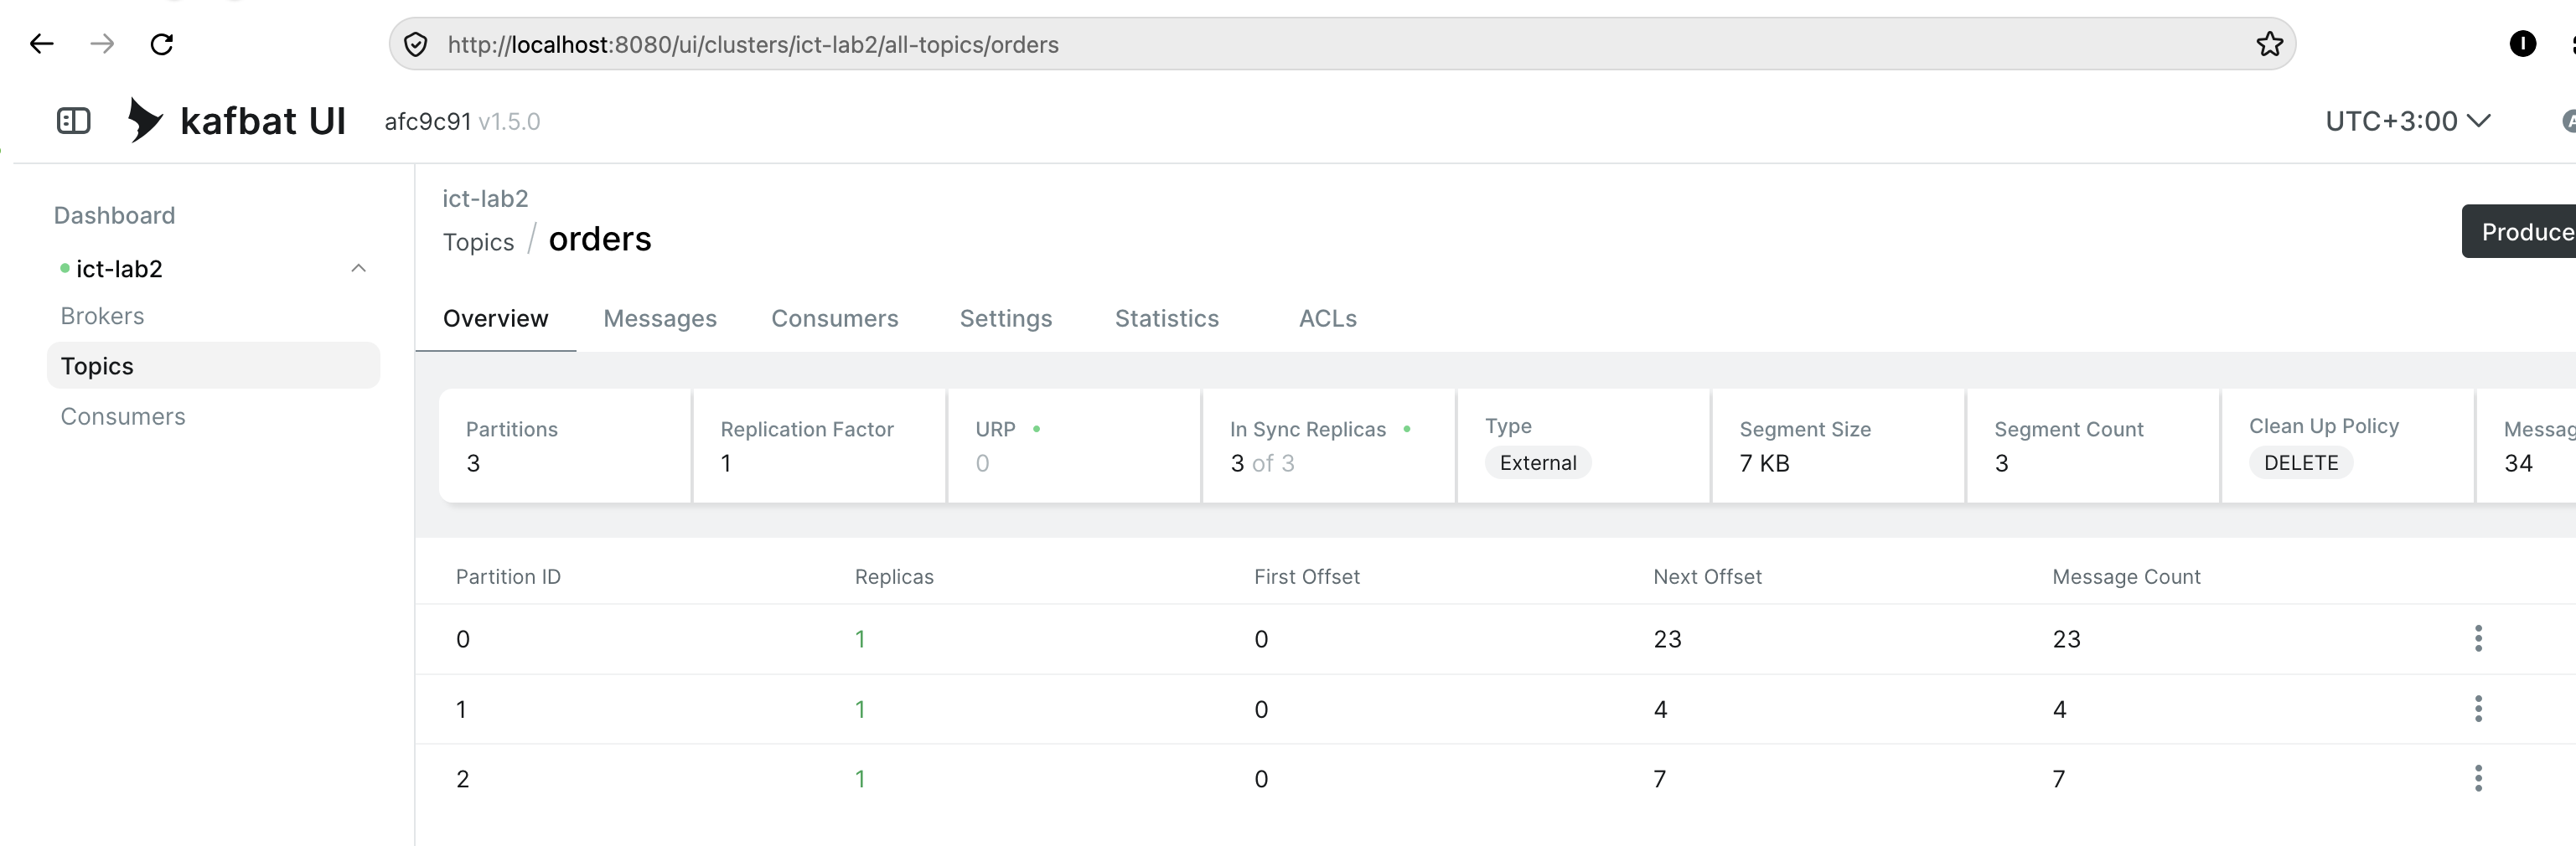 http://localhost:8080/ui/clusters/ict-lab2/all-topics/orders
kafbat UI afc9c91 v1.5.0 UTC+3:00
Dashboard
ict-lab2
Brokers
Topics
Consumers
ict-lab2
Topics / orders
Produce
Overview Messages Consumers Settings Statistics ACLs
Partitions
3
Replication Factor
1
URP
0
In Sync Replicas
3 of 3
Type
External
Segment Size
7 KB
Segment Count
3
Clean Up Policy
DELETE
Messag
34
Partition ID Replicas First Offset Next Offset Message Count
0 1 0 23 23
1 1 0 4 4
2 1 0 7 7